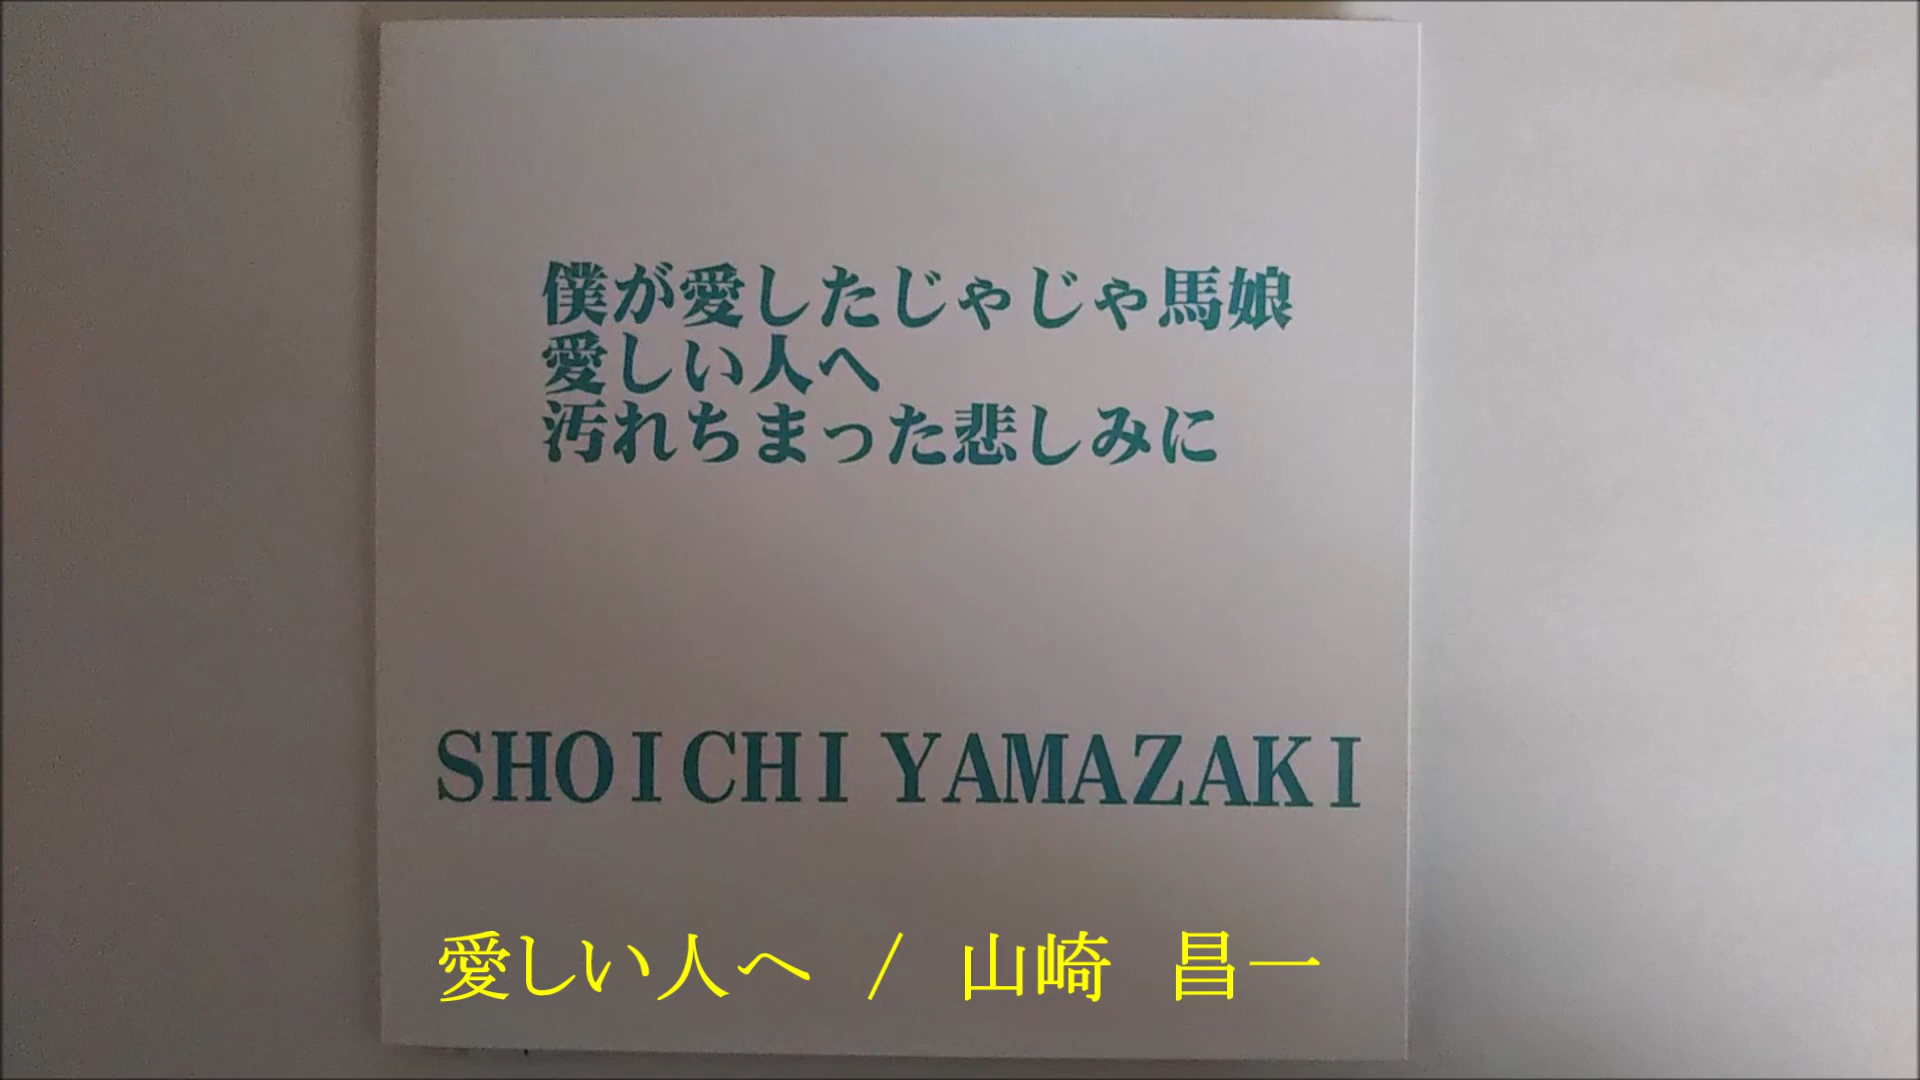 僕が愛したじゃじゃ馬娘
愛しい人へ
汚れちまった悲しみに
SHOICHI YAMAZAKI
愛しい人へ / 山崎 昌一